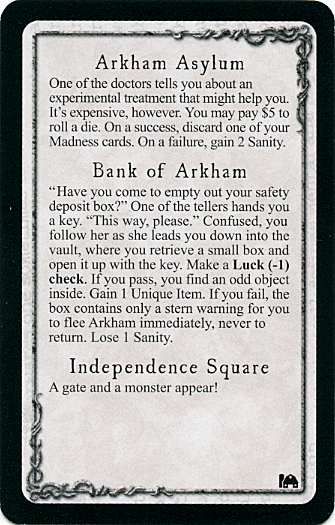 Arkham Asylum
One of the doctors tells you about an
experimental treatment that might help you.
It's expensive, however. You may pay $5 to
roll a die. On a success, discard one of your
Madness cards. On a failure, gain 2 Sanity.
Bank of Arkham
“Have you come to empty out your safety
deposit box?” One of the tellers hands you
a key. “This way, please.” Confused, you
follow her as she leads you down into the
vault, where you retrieve a small box and
open it up with the key. Make a Luck (-1)
check. If you pass, you find an odd object
inside. Gain 1 Unique Item. If you fail, the
box contains only a stern warning for you
to flee Arkham immediately, never to
return. Lose 1 Sanity.
Independence Square
A gate and a monster appear!